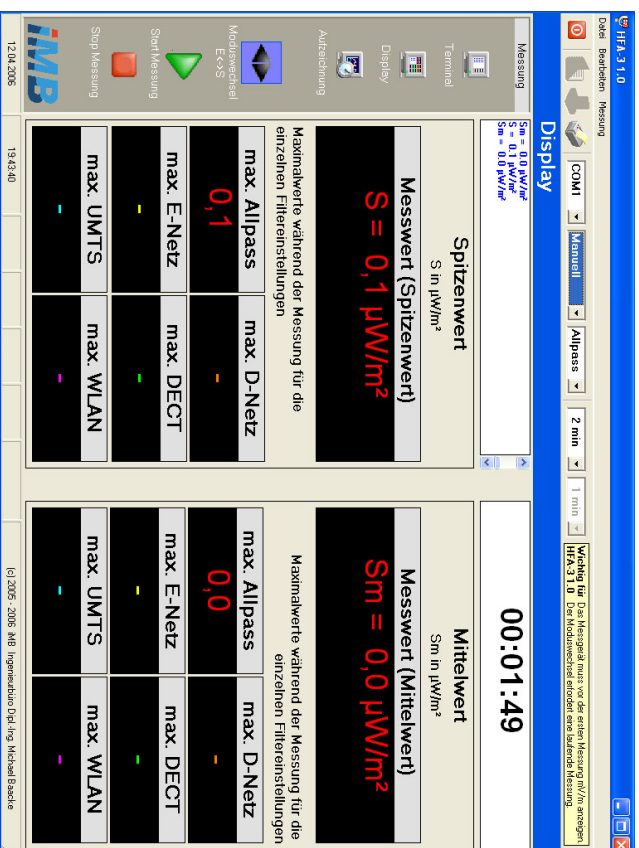 HFA-3 1.0
Datei Bearbeiten Messung
COM1 Manuell Allpass 2 min 1 min
Wichtig für Das Messgerät muss vor der ersten Messung mV/m anzeigen.
HFA-3 1.0 Der Moduswechsel erfordert eine laufende Messung.
Display
Messung
Terminal
Display
Aufzeichnung
Moduswechsel
E<->S
Start Messung
Stop Messung
iMB
Sm = 0.0 µW/m²
S = 0.1 µW/m²
Sm = 0.0 µW/m²
00:01:49
Spitzenwert
S in µW/m²
Messwert (Spitzenwert)
S = 0,1 µW/m²
Maximalwerte während der Messung für die
einzelnen Filtereinstellungen
max. Allpass
0,1
max. D-Netz
-
max. E-Netz
-
max. DECT
-
max. UMTS
-
max. WLAN
-
Mittelwert
Sm in µW/m²
Messwert (Mittelwert)
Sm = 0,0 µW/m²
Maximalwerte während der Messung für die
einzelnen Filtereinstellungen
max. Allpass
0,0
max. D-Netz
-
max. E-Netz
-
max. DECT
-
max. UMTS
-
max. WLAN
-
12.04.2006
19:43:40
(c) 2005 - 2006 iMB Ingenieurbüro Dipl.-Ing. Michael Baacke